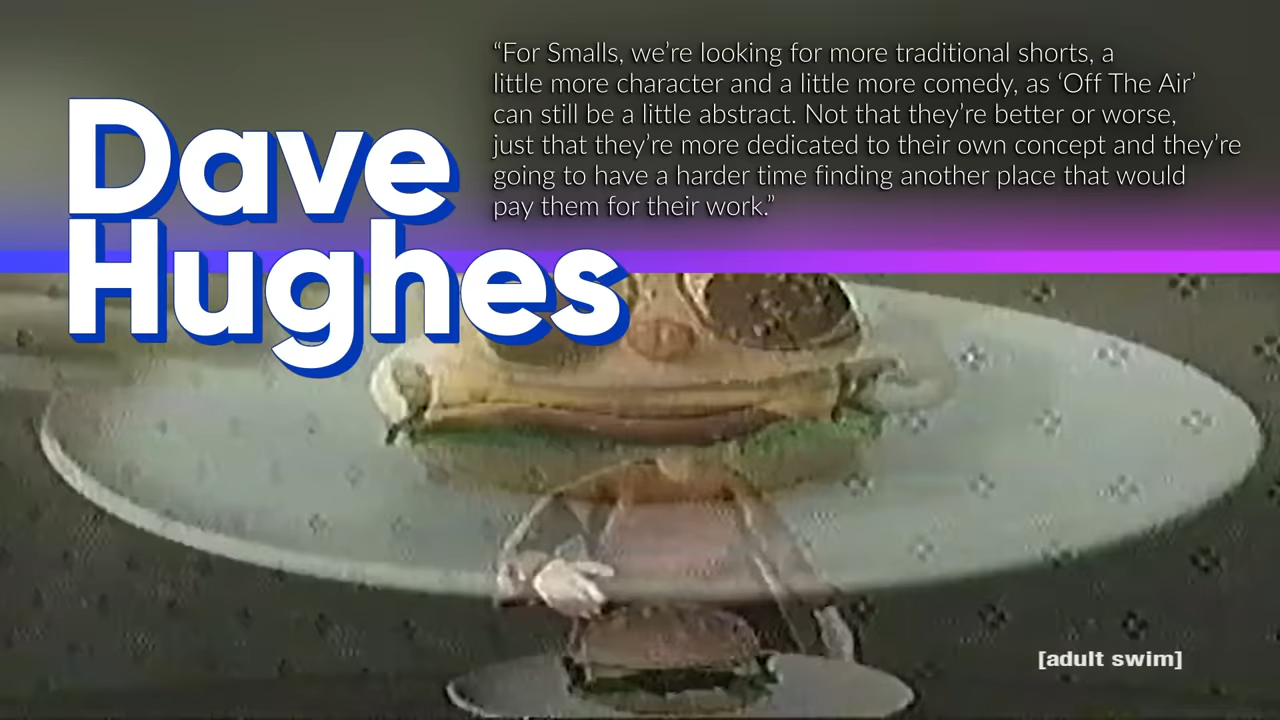 Dave
Hughes
“For Smalls, we’re looking for more traditional shorts, a
little more character and a little more comedy, as ‘Off The Air’
can still be a little abstract. Not that they’re better or worse,
just that they’re more dedicated to their own concept and they’re
going to have a harder time finding another place that would
pay them for their work.”
[adult swim]